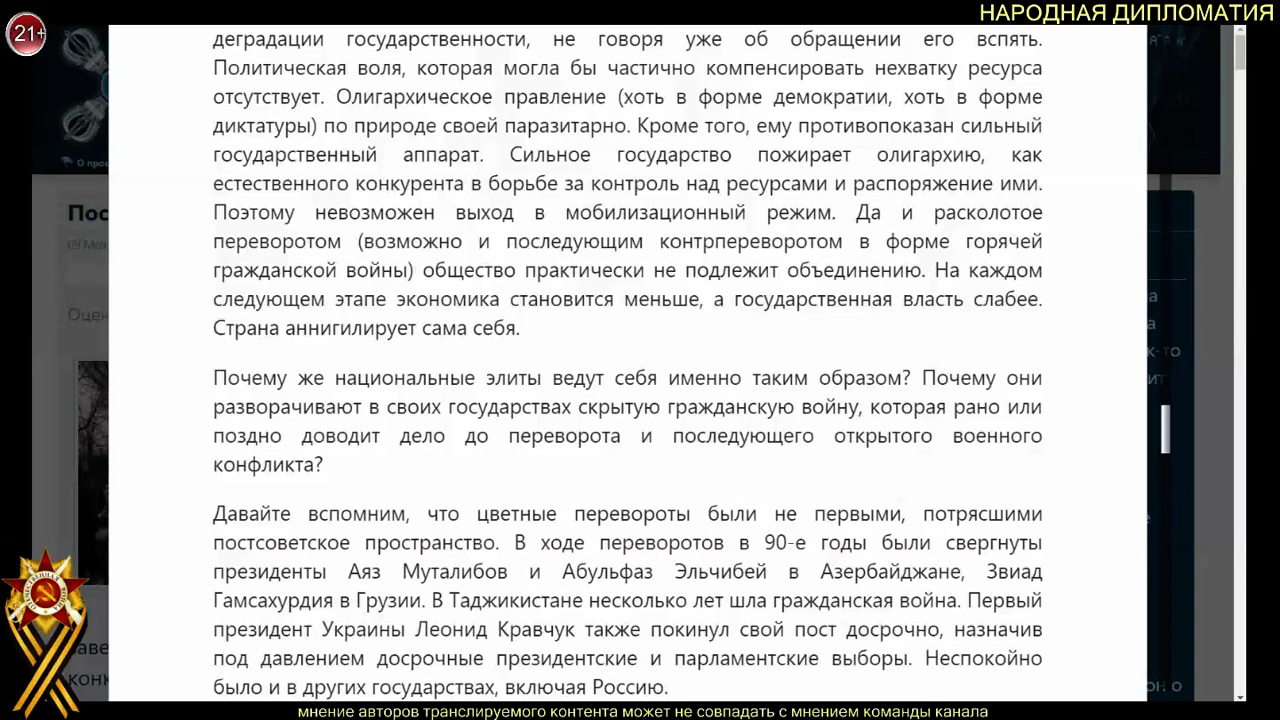 НАРОДНАЯ ДИПЛОМАТИЯ
21+
деградации государственности, не говоря уже об обращении его вспять.
Политическая воля, которая могла бы частично компенсировать нехватку ресурса
отсутствует. Олигархическое правление (хоть в форме демократии, хоть в форме
диктатуры) по природе своей паразитарно. Кроме того, ему противопоказан сильный
государственный аппарат. Сильное государство пожирает олигархию, как
естественного конкурента в борьбе за контроль над ресурсами и распоряжение ими.
Поэтому невозможен выход в мобилизационный режим. Да и расколотое
переворотом (возможно и последующим контрпереворотом в форме горячей
гражданской войны) общество практически не подлежит объединению. На каждом
следующем этапе экономика становится меньше, а государственная власть слабее.
Страна аннигилирует сама себя.
Почему же национальные элиты ведут себя именно таким образом? Почему они
разворачивают в своих государствах скрытую гражданскую войну, которая рано или
поздно доводит дело до переворота и последующего открытого военного
конфликта?
Давайте вспомним, что цветные перевороты были не первыми, потрясшими
постсоветское пространство. В ходе переворотов в 90-е годы были свергнуты
президенты Аяз Муталибов и Абульфаз Эльчибей в Азербайджане, Звиад
Гамсахурдия в Грузии. В Таджикистане несколько лет шла гражданская война. Первый
президент Украины Леонид Кравчук также покинул свой пост досрочно, назначив
под давлением досрочные президентские и парламентские выборы. Неспокойно
было и в других государствах, включая Россию.
мнение авторов транслируемого контента может не совпадать с мнением команды канала